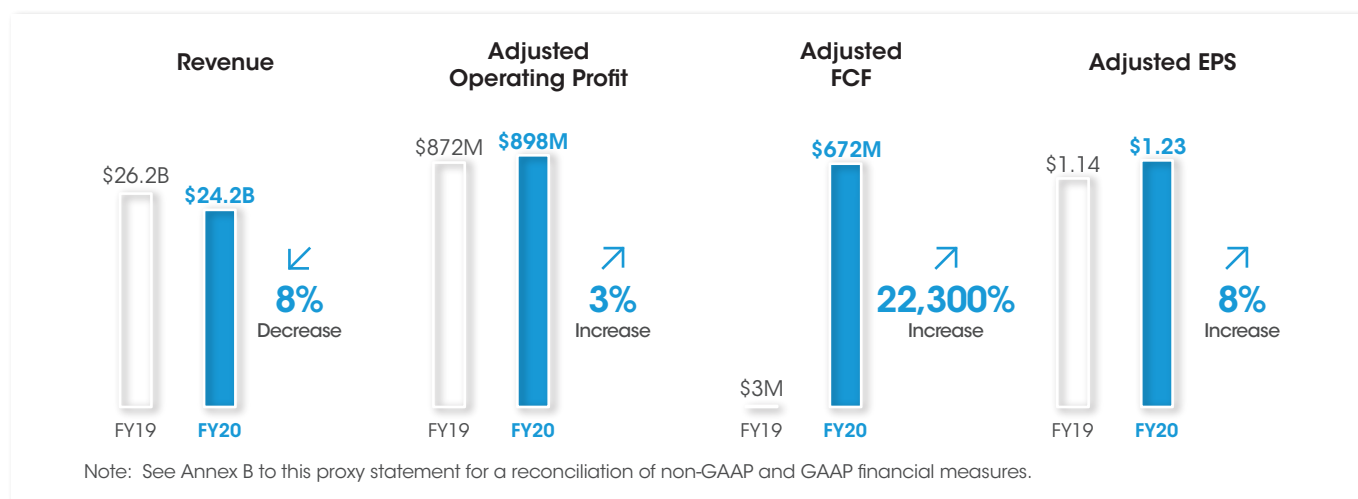 Revenue
$26.2B
$24.2B
8%
Decrease
FY19
FY20
Adjusted
Operating Profit
$872M
$898M
3%
Increase
FY19
FY20
Adjusted
FCF
$3M
$672M
22,300%
Increase
FY19
FY20
Adjusted EPS
$1.14
$1.23
8%
Increase
FY19
FY20
Note: See Annex B to this proxy statement for a reconciliation of non-GAAP and GAAP financial measures.